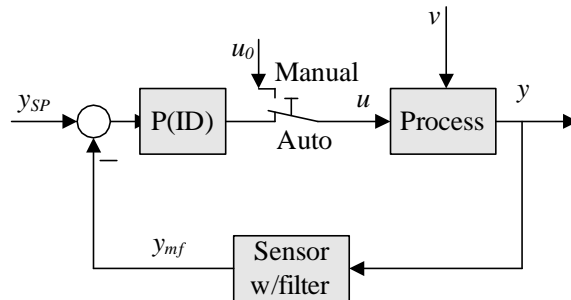 v
u0
Manual
ySP
P(ID)
u
Process
y
Auto
ymf
Sensor
w/filter